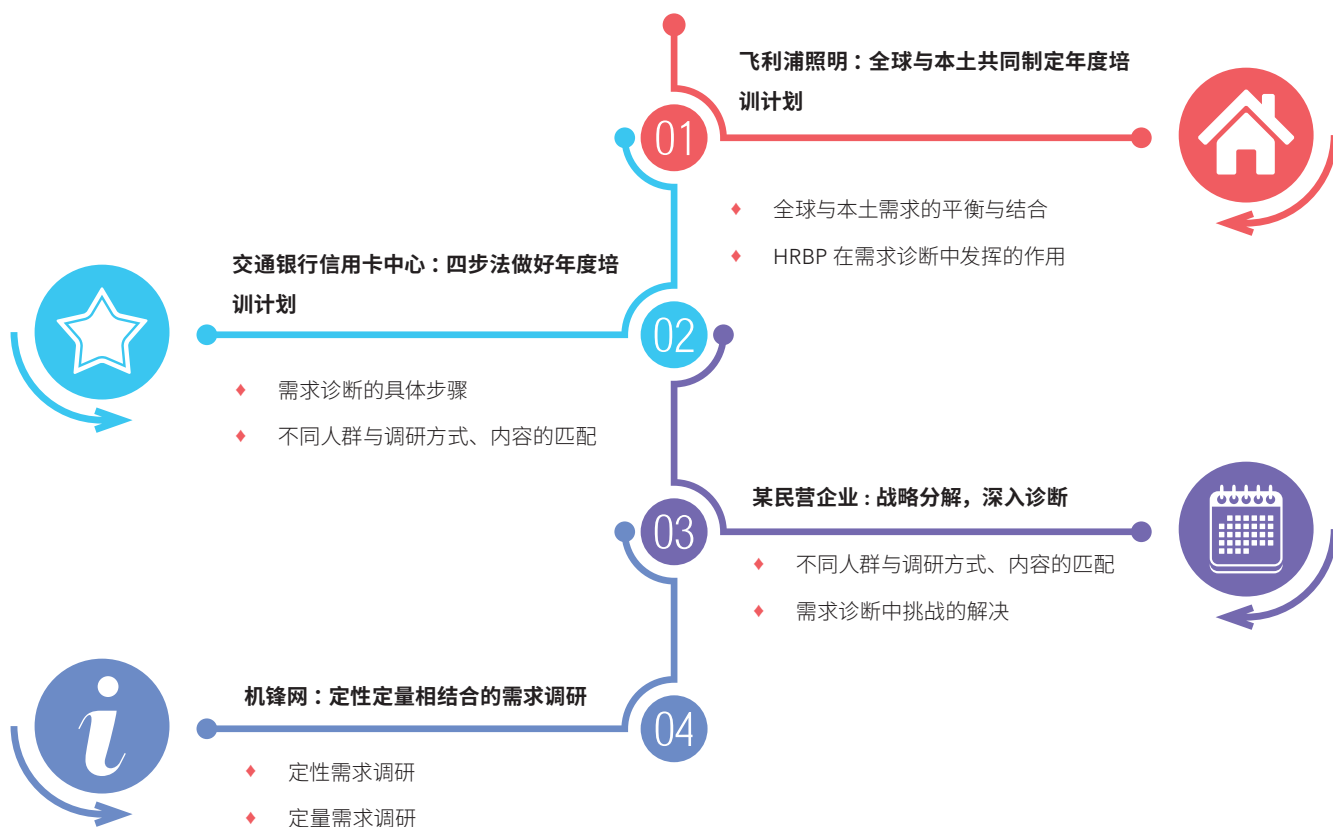 飞利浦照明：全球与本土共同制定年度培
训计划
01
♦ 全球与本土需求的平衡与结合
♦ HRBP 在需求诊断中发挥的作用
交通银行信用卡中心：四步法做好年度培
训计划
02
♦ 需求诊断的具体步骤
♦ 不同人群与调研方式、内容的匹配
某民营企业：战略分解，深入诊断
03
♦ 不同人群与调研方式、内容的匹配
♦ 需求诊断中挑战的解决
机锋网：定性定量相结合的需求调研
04
♦ 定性需求调研
♦ 定量需求调研